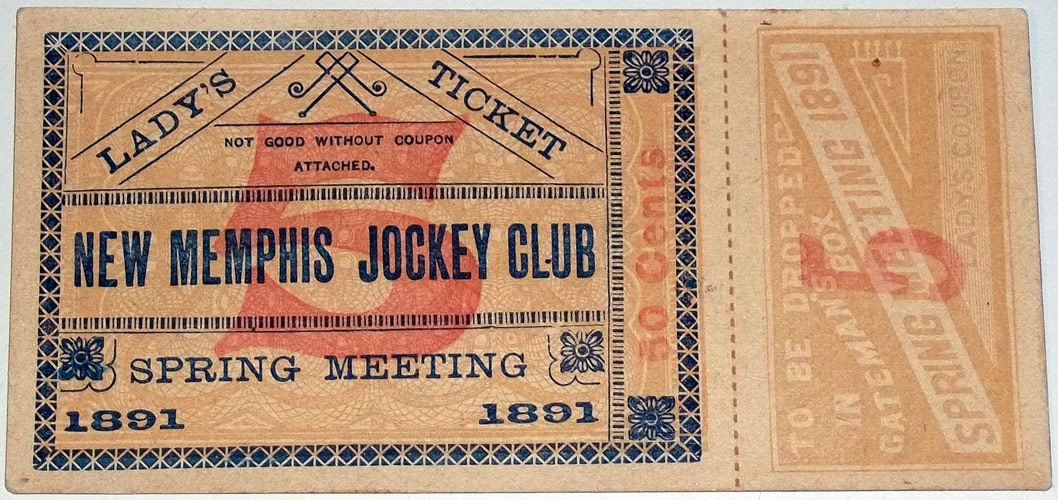 LADY'S TICKET
NOT GOOD WITHOUT COUPON
ATTACHED.
NEW MEMPHIS JOCKEY CLUB
SPRING MEETING
1891 1891
5
50 Cents
TO BE DROPPED
IN
GATEMAN'S BOX
SPRING MEETING 1891
LADY'S COUPON
5